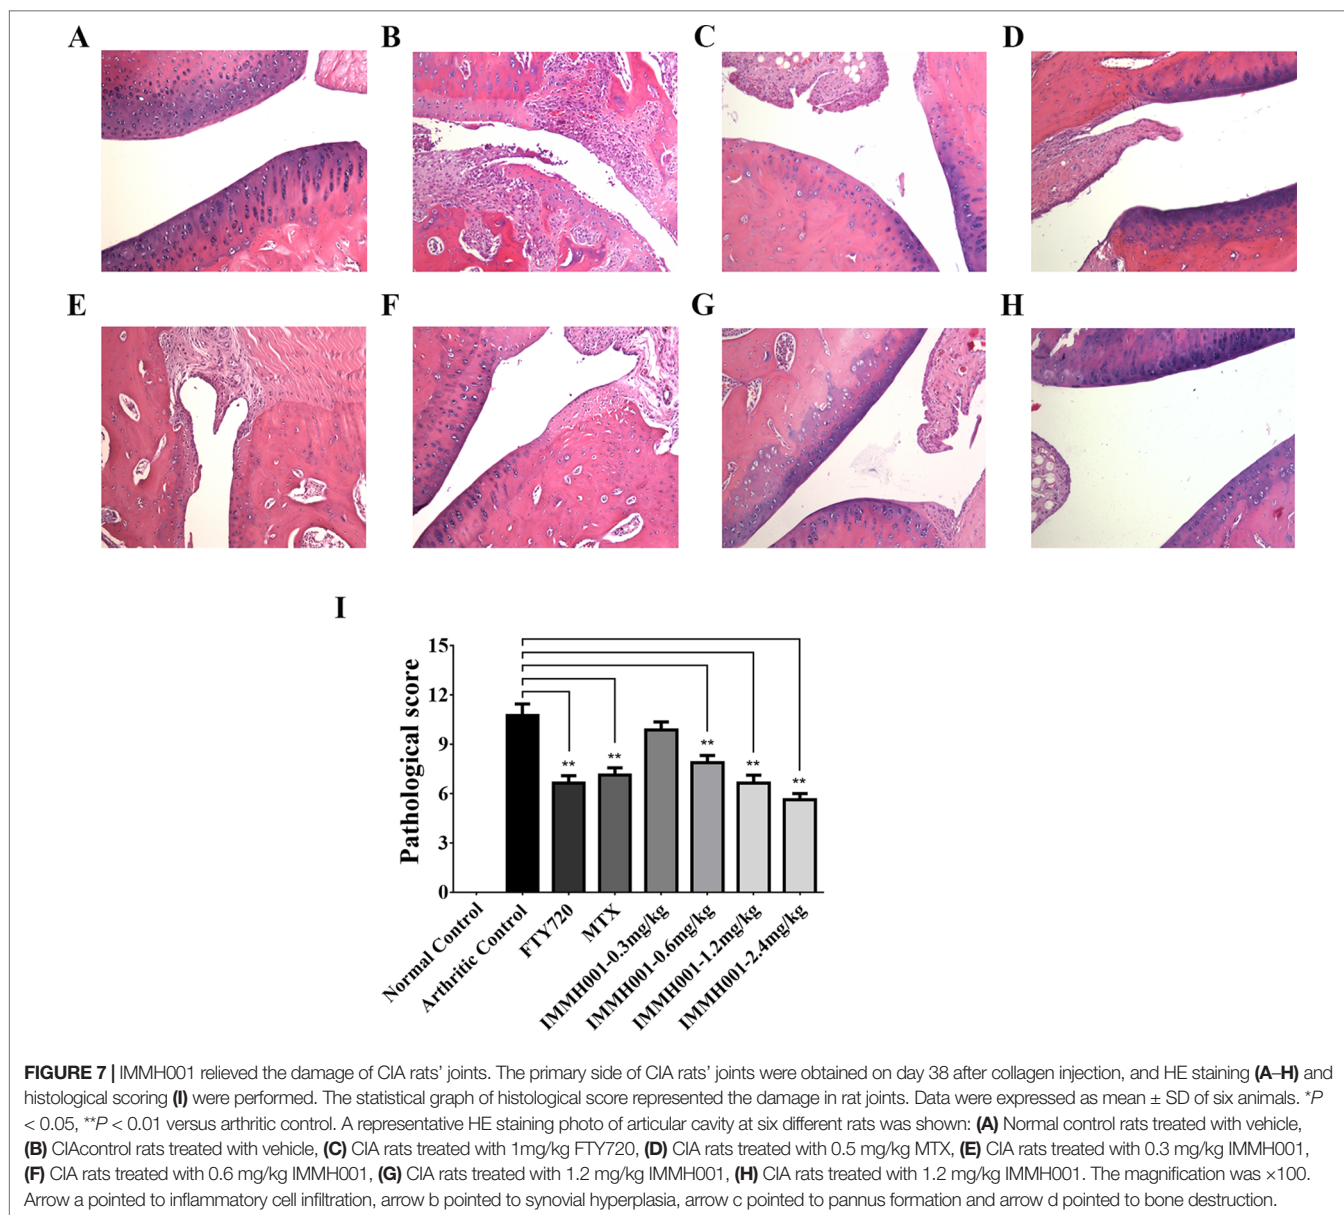 A
B
C
D
E
F
G
H
I
Pathological score
15
12
9
6
3
0
**
**
**
**
**
Normal Control
Arthritic Control
FTY720
MTX
IMMH001-0.3mg/kg
IMMH001-0.6mg/kg
IMMH001-1.2mg/kg
IMMH001-2.4mg/kg
FIGURE 7 | IMMH001 relieved the damage of CIA rats' joints. The primary side of CIA rats' joints were obtained on day 38 after collagen injection, and HE staining (A–H) and
histological scoring (I) were performed. The statistical graph of histological score represented the damage in rat joints. Data were expressed as mean ± SD of six animals. *P
< 0.05, **P < 0.01 versus arthritic control. A representative HE staining photo of articular cavity at six different rats was shown: (A) Normal control rats treated with vehicle,
(B) CIAcontrol rats treated with vehicle, (C) CIA rats treated with 1mg/kg FTY720, (D) CIA rats treated with 0.5 mg/kg MTX, (E) CIA rats treated with 0.3 mg/kg IMMH001,
(F) CIA rats treated with 0.6 mg/kg IMMH001, (G) CIA rats treated with 1.2 mg/kg IMMH001, (H) CIA rats treated with 1.2 mg/kg IMMH001. The magnification was ×100.
Arrow a pointed to inflammatory cell infiltration, arrow b pointed to synovial hyperplasia, arrow c pointed to pannus formation and arrow d pointed to bone destruction.